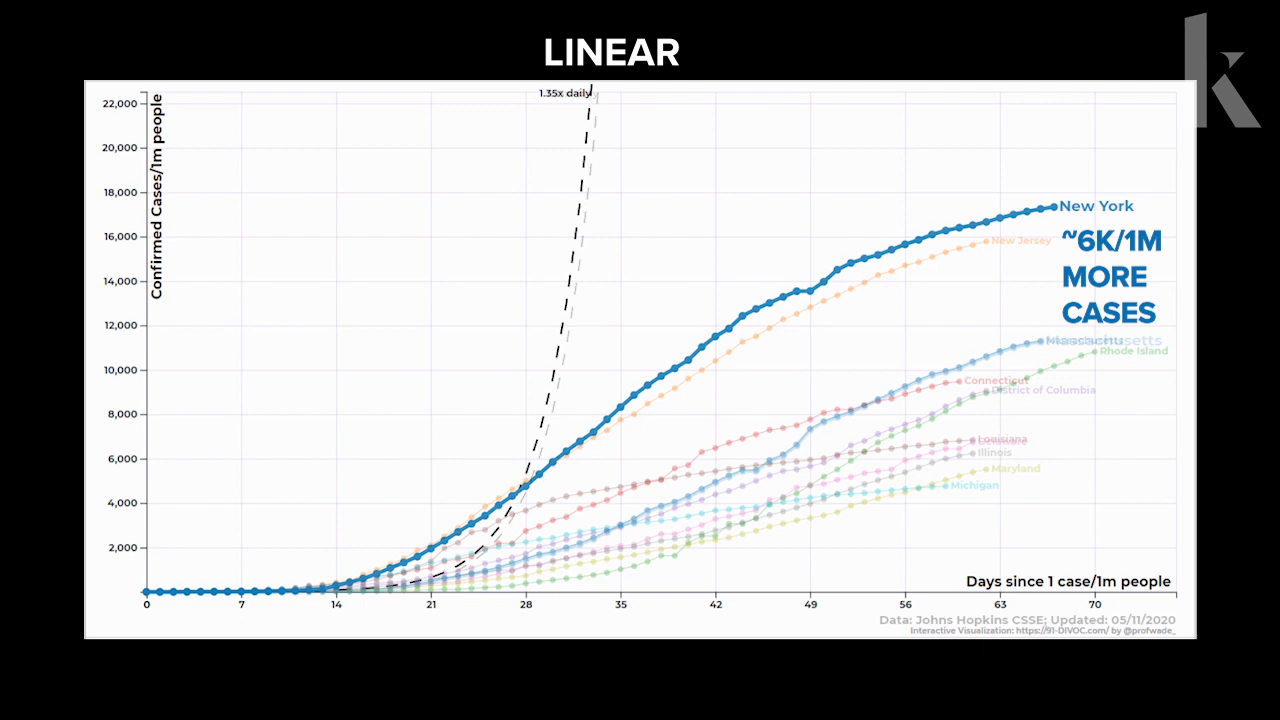 LINEAR
k
1.35x daily
Confirmed Cases/1m people
22,000
20,000
18,000
16,000
14,000
12,000
10,000
8,000
6,000
4,000
2,000
New York
New Jersey
~6K/1M
MORE
CASES
Massachusetts
Rhode Island
Connecticut
District of Columbia
Louisiana
Illinois
Maryland
Michigan
Days since 1 case/1m people
0 7 14 21 28 35 42 49 56 63 70
Data: Johns Hopkins CSSE; Updated: 05/11/2020
Interactive Visualization: https://91-DIVOC.com/ by @profwade_